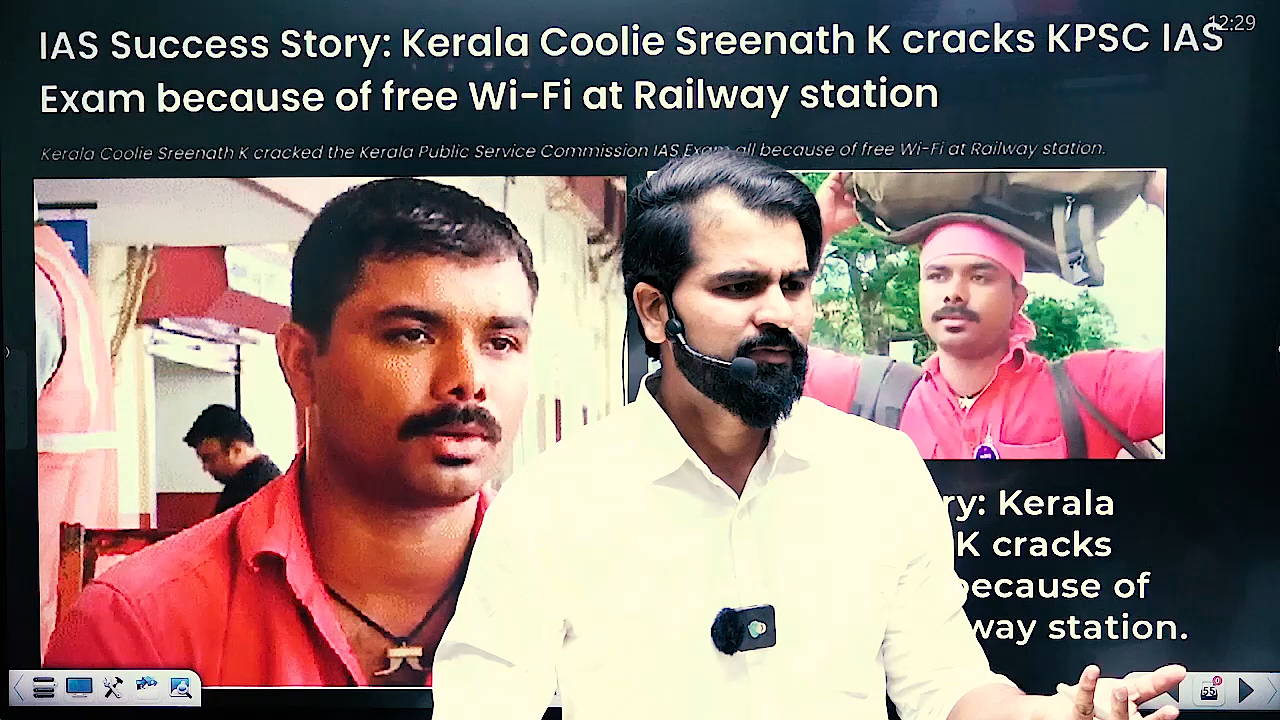 12:29
IAS Success Story: Kerala Coolie Sreenath K cracks KPSC IAS
Exam because of free Wi-Fi at Railway station
Kerala Coolie Sreenath K cracked the Kerala Public Service Commission IAS Exam all because of free Wi-Fi at Railway station.
ry: Kerala
K cracks
because of
way station.
55